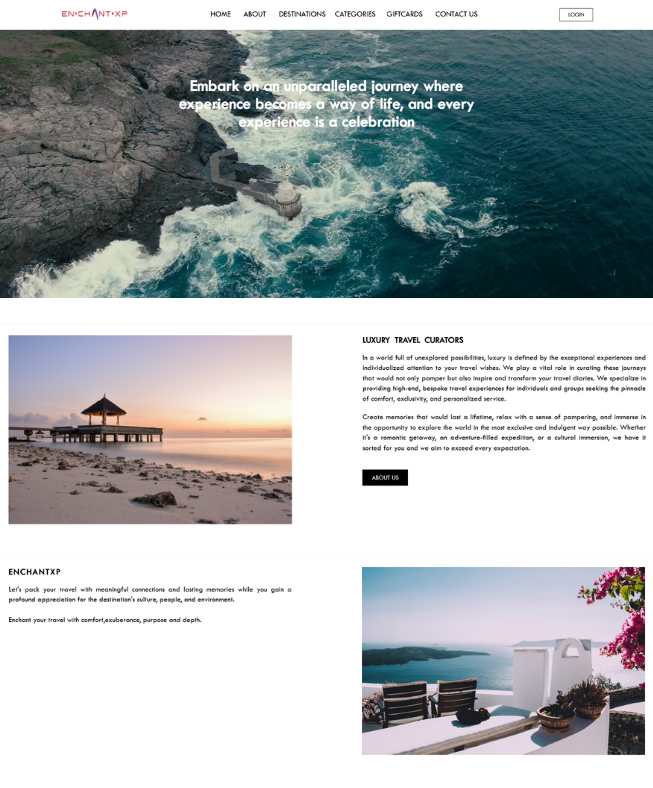 EN•CHANT•XP
HOME
ABOUT
DESTINATIONS
CATEGORIES
GIFTCARDS
CONTACT US
LOGIN
Embark on an unparalleled journey where
experience becomes a way of life, and every
experience is a celebration
LUXURY TRAVEL CURATORS
In a world full of unexplored possibilities, luxury is defined by the exceptional experiences and
individualized attention to your travel wishes. We play a vital role in curating these journeys
that would not only pamper but also inspire and transform your travel diaries. We specialize in
providing high-end, bespoke travel experiences for individuals and groups seeking the pinnacle
of comfort, exclusivity, and personalized service.
Create memories that would last a lifetime, relax with a sense of pampering, and immerse in
the opportunity to explore the world in the most exclusive and indulgent way possible. Whether
it's a romantic getaway, an adventure-filled expedition, or a cultural immersion, we have it
sorted for you and we aim to exceed every expectation.
ABOUT US
ENCHANTXP
Let's pack your travel with meaningful connections and lasting memories while you gain a
profound appreciation for the destination's culture, people, and environment.
Enchant your travel with comfort,exuberance, purpose and depth.